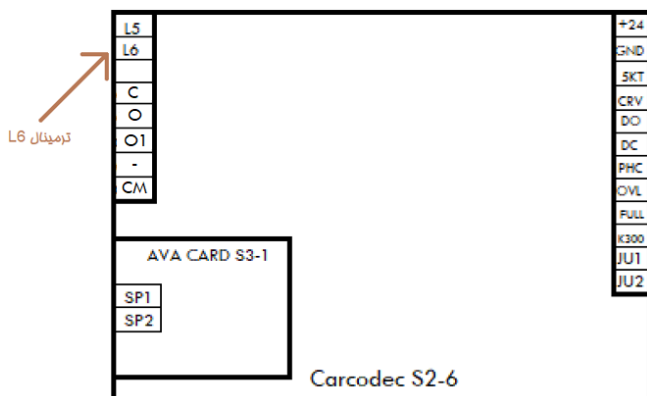 L5
L6
C
O
O1
-
CM
ترمینال L6
AVA CARD S3-1
SP1
SP2
Carcodec S2-6
+24
GND
5KT
CRV
DO
DC
PHC
OVL
FULL
K300
JU1
JU2